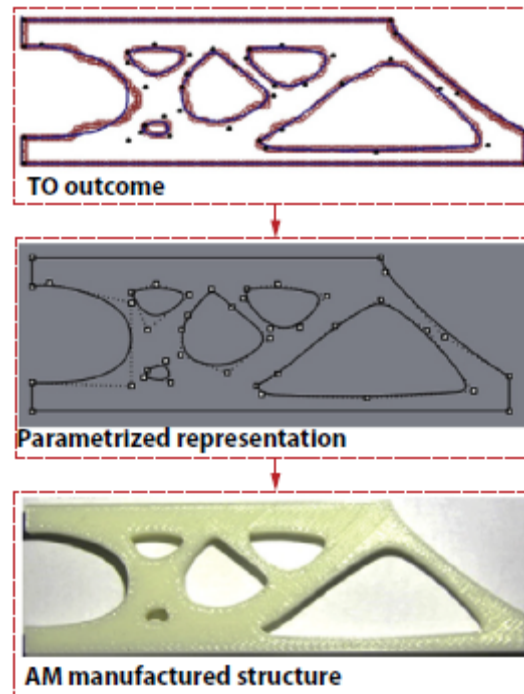 TO outcome
Parametrized representation
AM manufactured structure